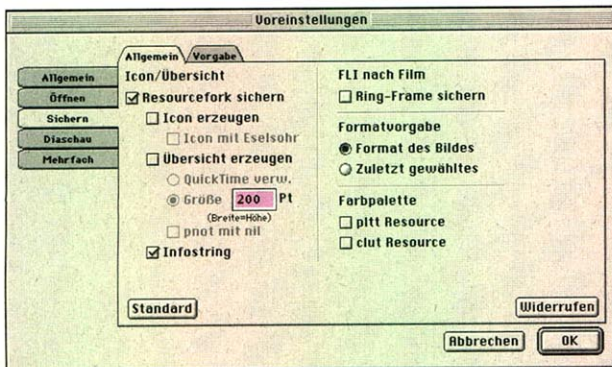 Voreinstellungen
Allgemein
Öffnen
Sichern
Diaschau
Mehrfach
Allgemein Vorgabe
Icon/Übersicht
Resourcefork sichern
Icon erzeugen
Icon mit Eselsohr
Übersicht erzeugen
QuickTime verw.
Größe 200 Pt
(Breite=Höhe)
pnot mit nil
Infostring
FLI nach Film
Ring-Frame sichern
Formatvorgabe
Format des Bildes
Zuletzt gewähltes
Farbpalette
pltt Resource
clut Resource
Standard
Widerrufen
Abbrechen
OK